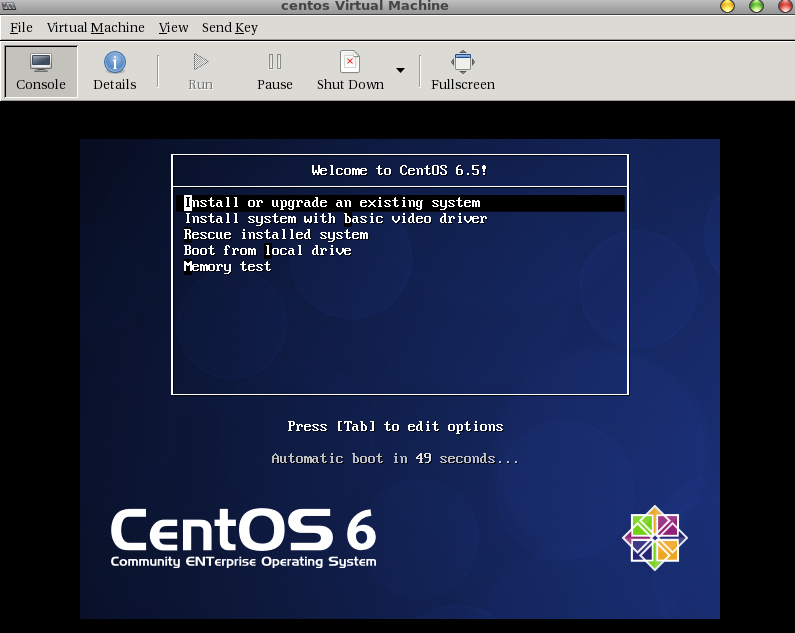 centos Virtual Machine
File Virtual Machine View Send Key
Console Details Run Pause Shut Down Fullscreen
Welcome to CentOS 6.5!
Install or upgrade an existing system
Install system with basic video driver
Rescue installed system
Boot from local drive
Memory test
Press [Tab] to edit options
Automatic boot in 49 seconds...
CentOS 6
Community ENTerprise Operating System